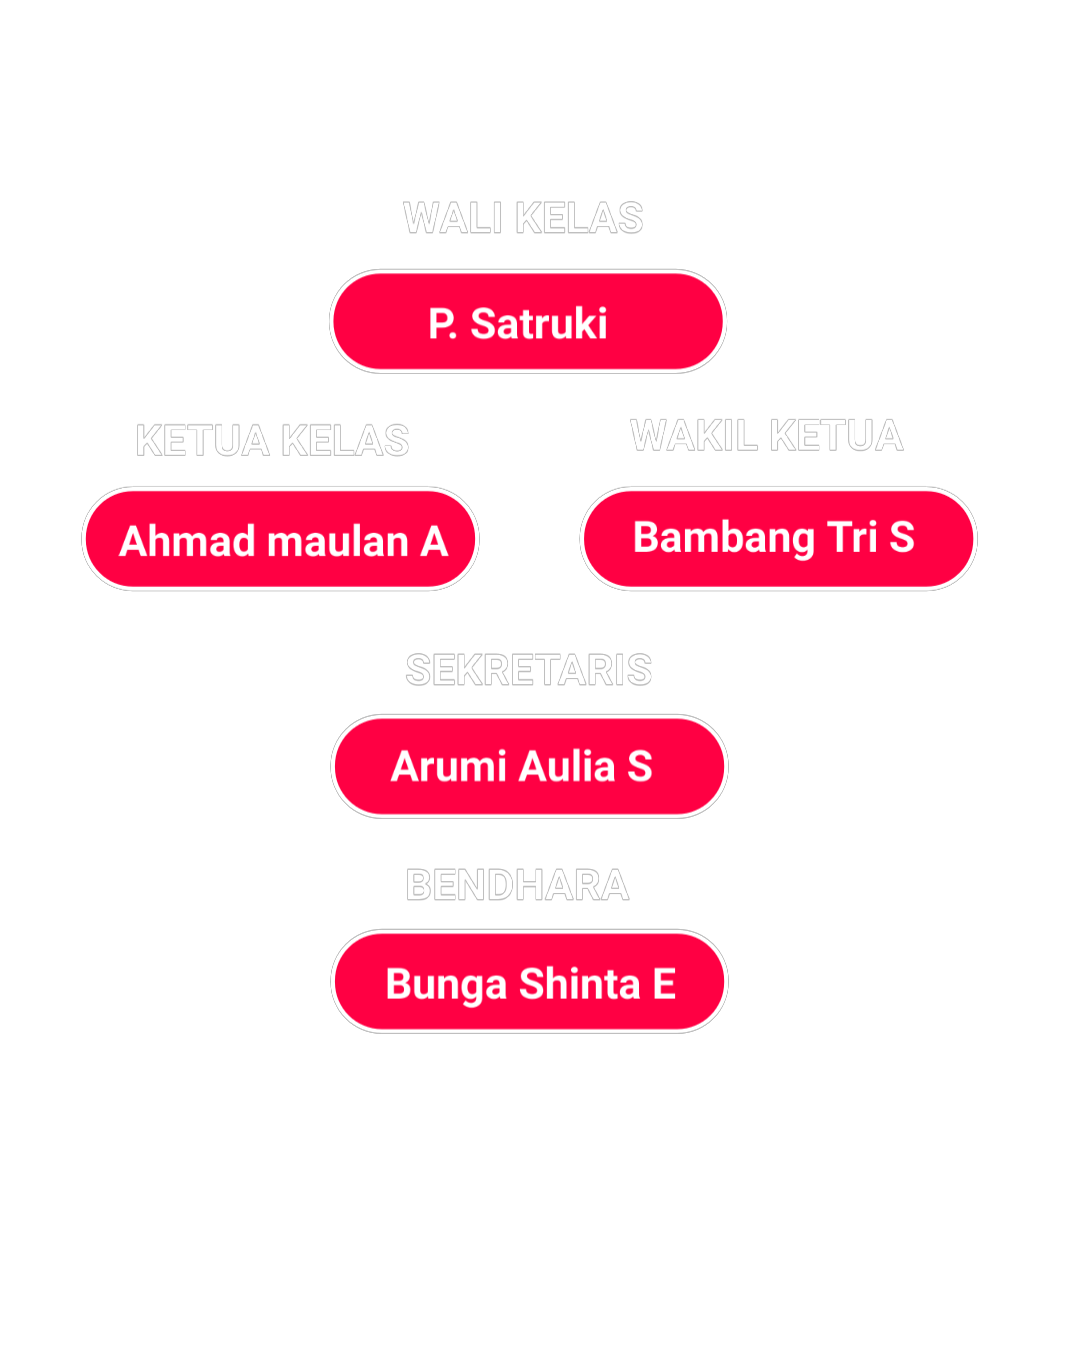 WALI KELAS
P. Satruki
KETUA KELAS
WAKIL KETUA
Ahmad maulan A
Bambang Tri S
SEKRETARIS
Arumi Aulia S
BENDHARA
Bunga Shinta E